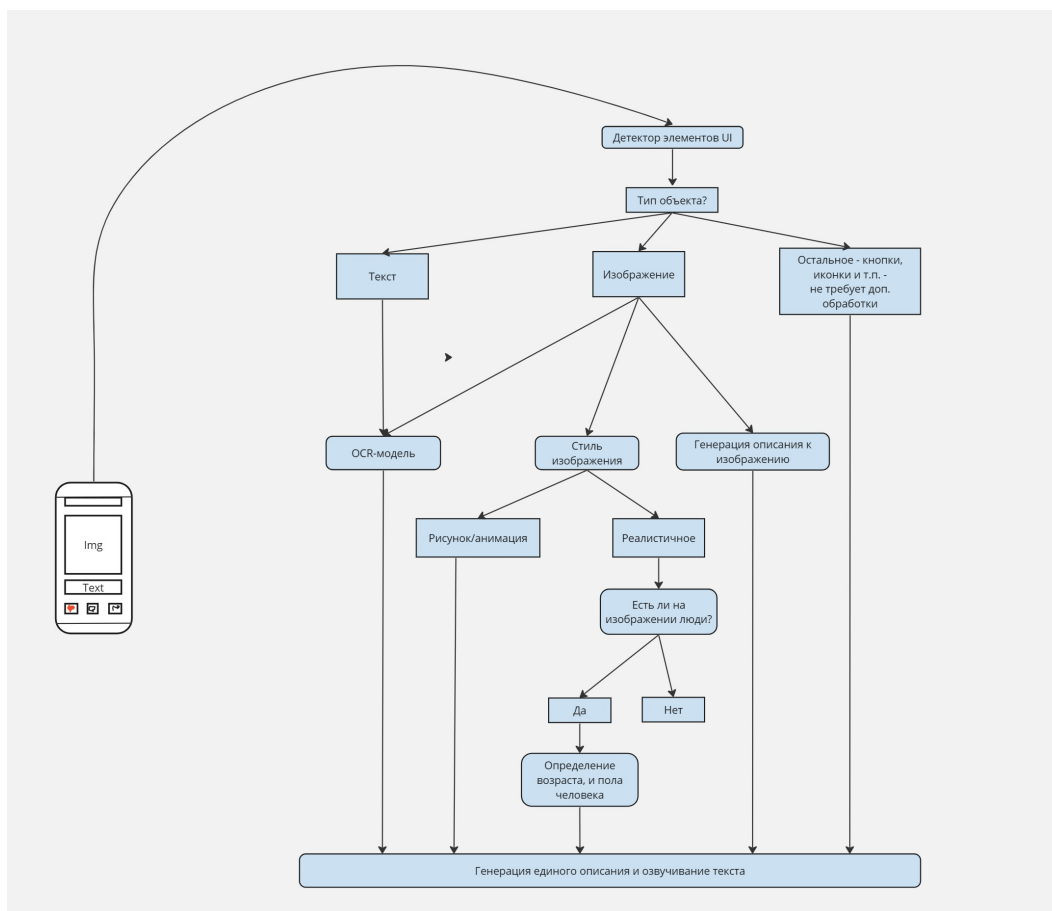 Детектор элементов UI
Тип объекта?
Текст
Изображение
Остальное - кнопки,
иконки и т.п. -
не требует доп.
обработки
OCR-модель
Стиль
изображения
Генерация описания к
изображению
Img
Text
Рисунок/анимация
Реалистичное
Есть ли на
изображении люди?
Да
Нет
Определение
возраста, и пола
человека
Генерация единого описания и озвучивание текста